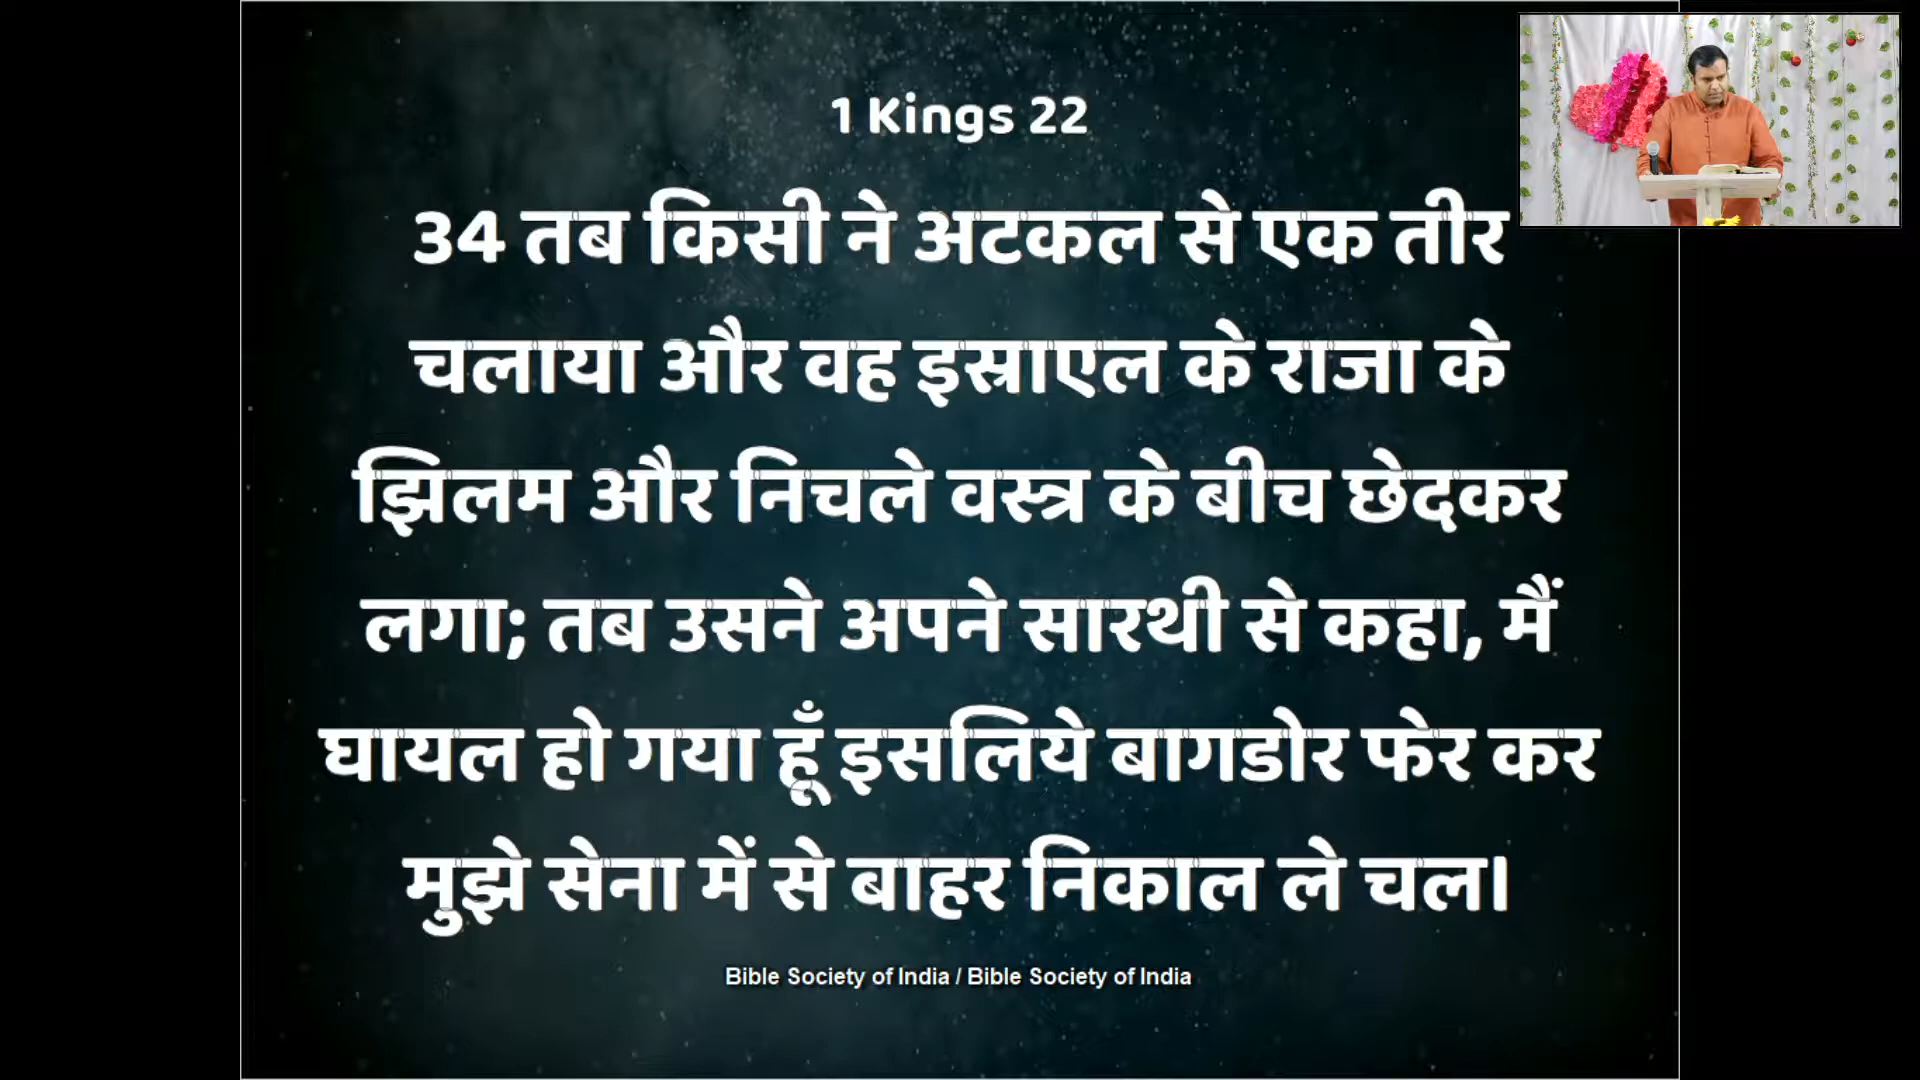 1 Kings 22
34 तब किसी ने अटकल से एक तीर
चलाया और वह इस्राएल के राजा के
झिलम और निचले वस्त्र के बीच छेदकर
लगा; तब उसने अपने सारथी से कहा, मैं
घायल हो गया हूँ इसलिये बागडोर फेर कर
मुझे सेना में से बाहर निकाल ले चल।
Bible Society of India / Bible Society of India